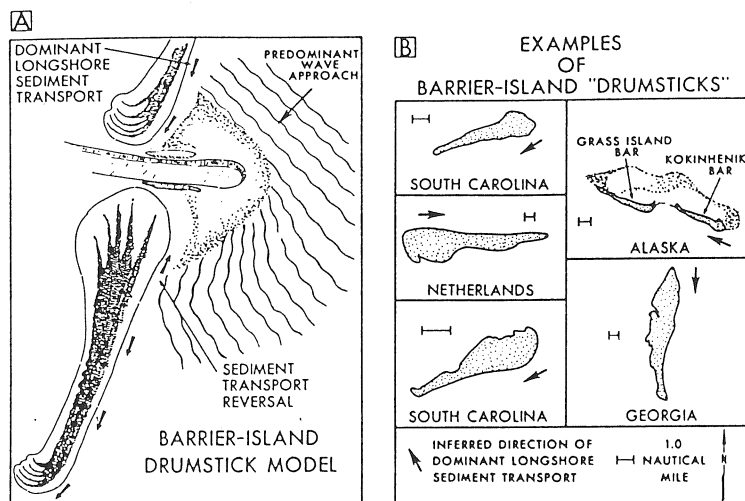 A
DOMINANT
LONGSHORE
SEDIMENT
TRANSPORT
PREDOMINANT
WAVE
APPROACH
SEDIMENT
TRANSPORT
REVERSAL
BARRIER-ISLAND
DRUMSTICK MODEL
B
EXAMPLES
OF
BARRIER-ISLAND "DRUMSTICKS"
SOUTH CAROLINA
GRASS ISLAND
BAR
KOKINHENIK
BAR
ALASKA
NETHERLANDS
SOUTH CAROLINA
GEORGIA
INFERRED DIRECTION OF
DOMINANT LONGSHORE
SEDIMENT TRANSPORT
1.0
NAUTICAL
MILE
N